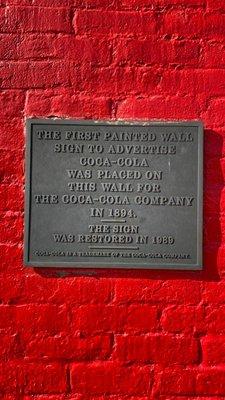 THE FIRST PAINTED WALL
SIGN TO ADVERTISE
COCA-COLA
WAS PLACED ON
THIS WALL FOR
THE COCA-COLA COMPANY
IN 1894.
THE SIGN
WAS RESTORED IN 1989
COCA-COLA IS A TRADEMARK OF THE COCA-COLA COMPANY.